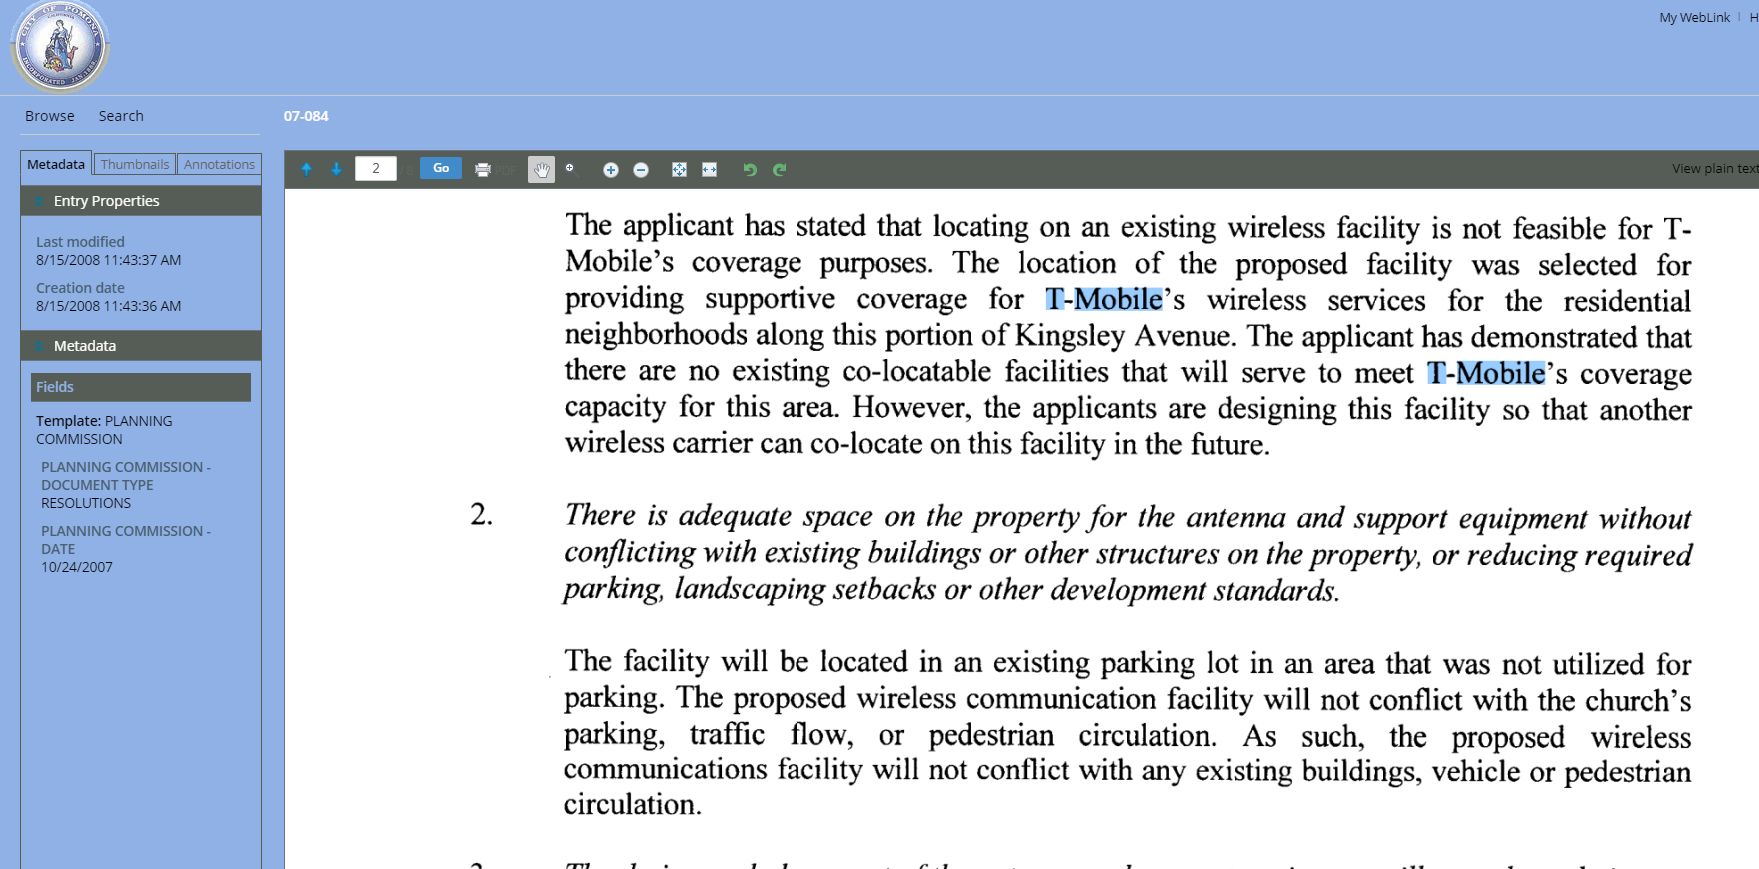 CITY OF POMONA
INCORPORATED JAN. 1888
My WebLink
Browse
Search
07-084
Metadata
Thumbnails
Annotations
2
Go
PDF
View plain text
Entry Properties
Last modified
8/15/2008 11:43:37 AM
Creation date
8/15/2008 11:43:36 AM
Metadata
Fields
Template: PLANNING
COMMISSION
PLANNING COMMISSION -
DOCUMENT TYPE
RESOLUTIONS
PLANNING COMMISSION -
DATE
10/24/2007
The applicant has stated that locating on an existing wireless facility is not feasible for T-
Mobile’s coverage purposes. The location of the proposed facility was selected for
providing supportive coverage for T-Mobile’s wireless services for the residential
neighborhoods along this portion of Kingsley Avenue. The applicant has demonstrated that
there are no existing co-locatable facilities that will serve to meet T-Mobile’s coverage
capacity for this area. However, the applicants are designing this facility so that another
wireless carrier can co-locate on this facility in the future.
2. There is adequate space on the property for the antenna and support equipment without
conflicting with existing buildings or other structures on the property, or reducing required
parking, landscaping setbacks or other development standards.
The facility will be located in an existing parking lot in an area that was not utilized for
parking. The proposed wireless communication facility will not conflict with the church’s
parking, traffic flow, or pedestrian circulation. As such, the proposed wireless
communications facility will not conflict with any existing buildings, vehicle or pedestrian
circulation.